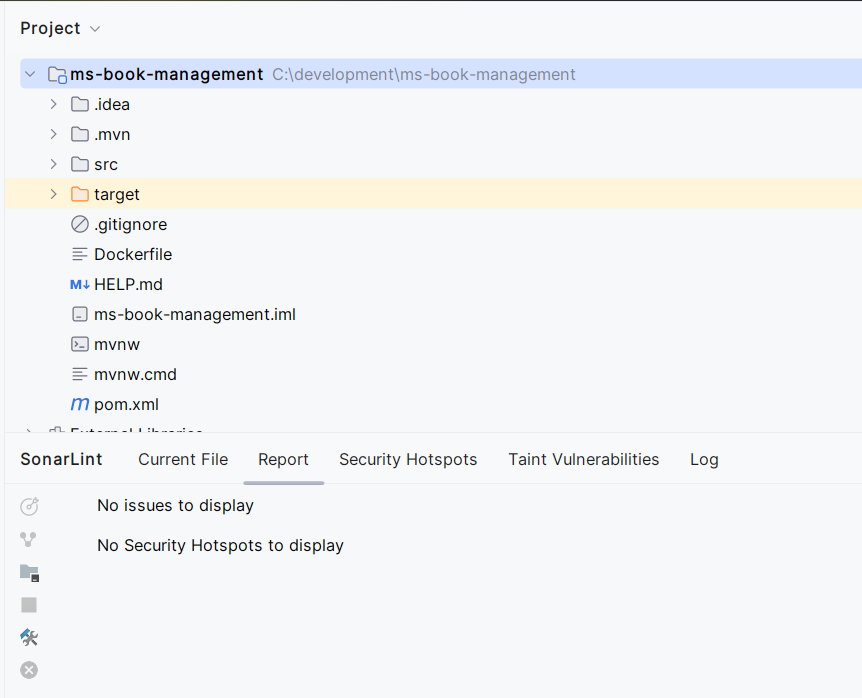 Project
ms-book-management C:\development\ms-book-management
.idea
.mvn
src
target
.gitignore
Dockerfile
M↓ HELP.md
ms-book-management.iml
mvnw
mvnw.cmd
m pom.xml
External Libraries
SonarLint Current File Report Security Hotspots Taint Vulnerabilities Log
No issues to display
No Security Hotspots to display